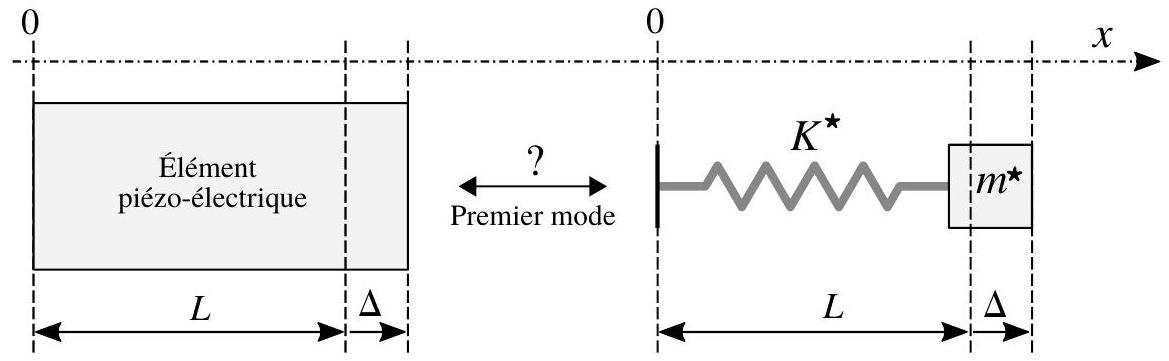 0
0
x
Élément
piézo-électrique
?
Premier mode
K★
m★
L
Δ
L
Δ